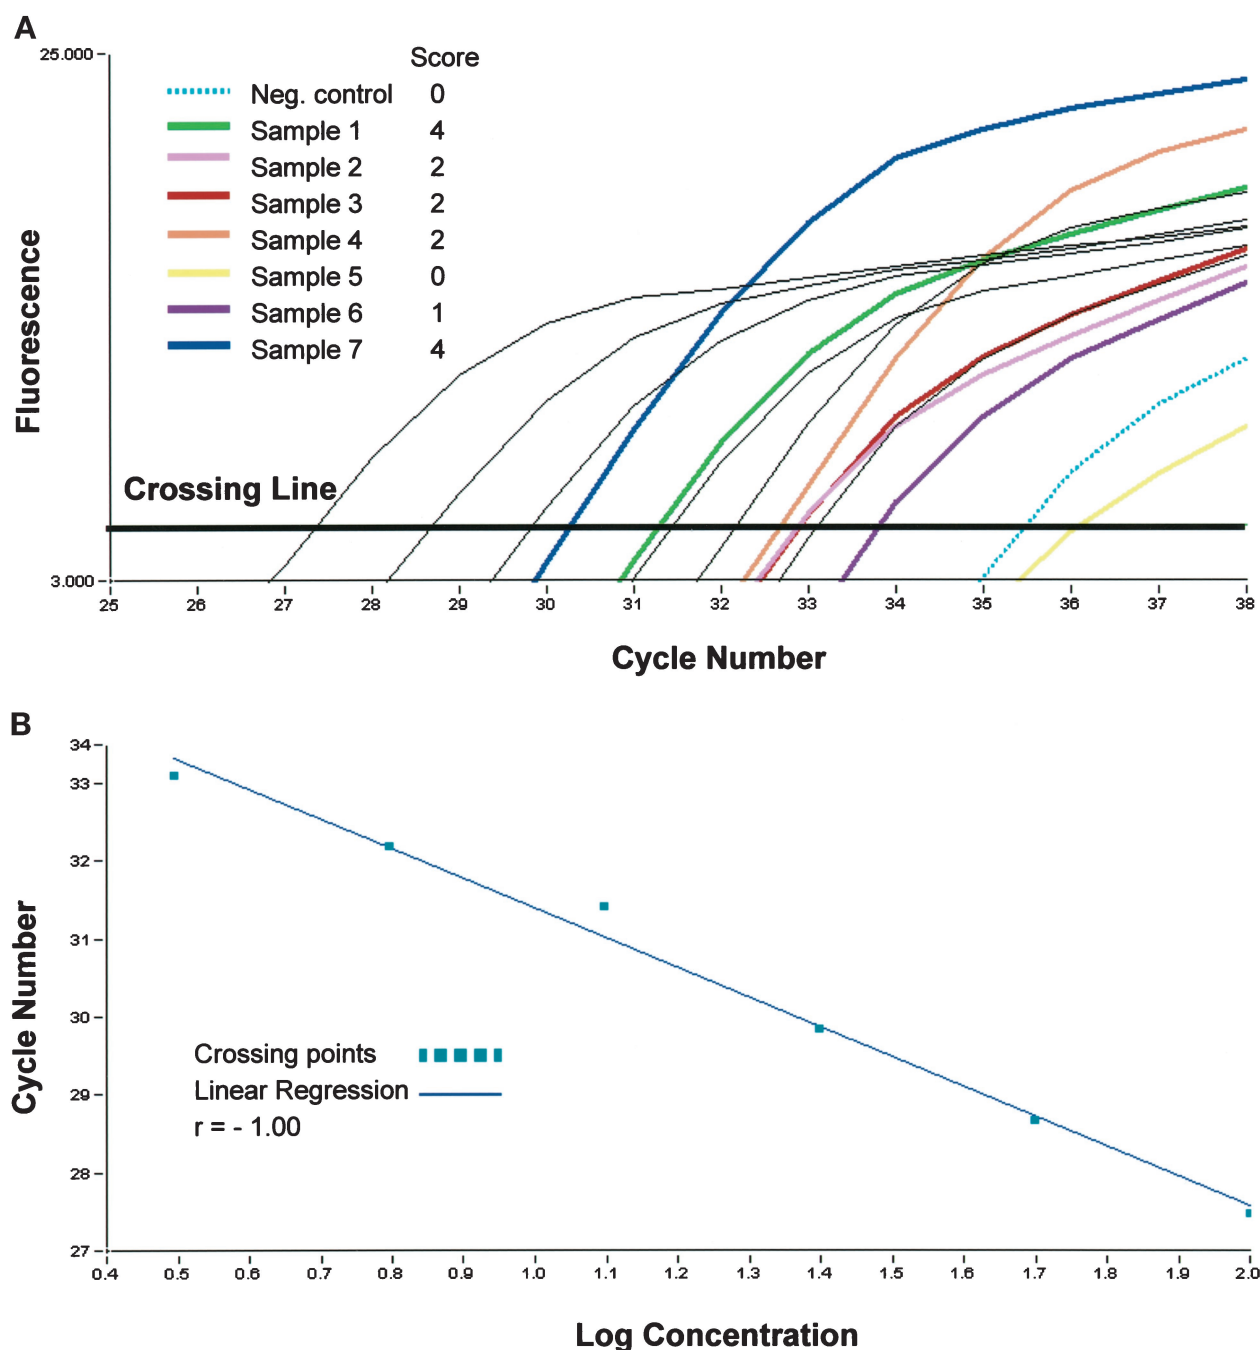 A
25.000
Score
Neg. control 0
Sample 1 4
Sample 2 2
Sample 3 2
Sample 4 2
Sample 5 0
Sample 6 1
Sample 7 4
Fluorescence
Crossing Line
3.000
25 26 27 28 29 30 31 32 33 34 35 36 37 38
Cycle Number
B
34
33
32
31
30
29
28
27
Cycle Number
Crossing points
Linear Regression
r = - 1.00
0.4 0.5 0.6 0.7 0.8 0.9 1.0 1.1 1.2 1.3 1.4 1.5 1.6 1.7 1.8 1.9 2.0
Log Concentration